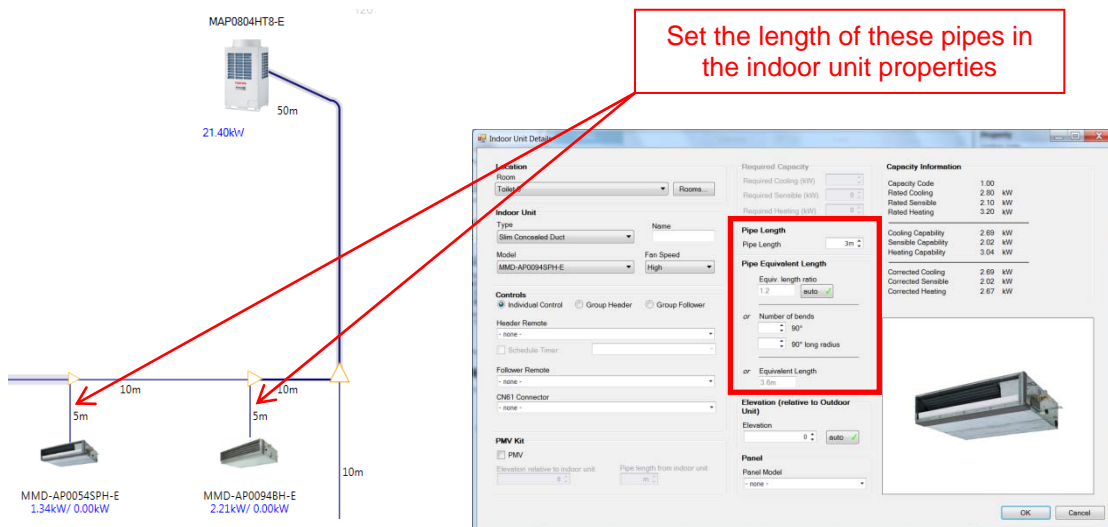 MAP0804HT8-E
50m
21.40kW/
10m
10m
5m
5m
10m
MMD-AP0054SPH-E
1.34kW/ 0.00kW
MMD-AP0094BH-E
2.21kW/ 0.00kW
Set the length of these pipes in
the indoor unit properties
Indoor Unit Details
Location
Room
Rooms...
Indoor Unit
Type
Name
Slim Concealed Duct
Model
Fan Speed
MMD-AP0094SPH-E
High
Controls
Individual Control
Group Header
Group Follower
Header Remote
- none -
Schedule Timer
Follower Remote
- none -
CN61 Connector
- none -
PMV Kit
PMV
Elevation relative to indoor unit
Pipe length from indoor unit
0
m
Required Capacity
Required Cooling (kW)
Required Sensible (kW)
0
Required Heating (kW)
0
Pipe Length
Pipe Length
3m
Pipe Equivalent Length
Equiv. length ratio
1.2
auto
or Number of bends
90°
90° long radius
or Equivalent Length
3.6m
Elevation (relative to Outdoor
Unit)
Elevation
0
auto
Panel
Panel Model
- none -
Capacity Information
Capacity Code 1.00
Rated Cooling 2.80 kW
Rated Sensible 2.10 kW
Rated Heating 3.20 kW
Cooling Capability 2.69 kW
Sensible Capability 2.02 kW
Heating Capability 3.04 kW
Corrected Cooling 2.69 kW
Corrected Sensible 2.02 kW
Corrected Heating 2.67 kW
OK
Cancel